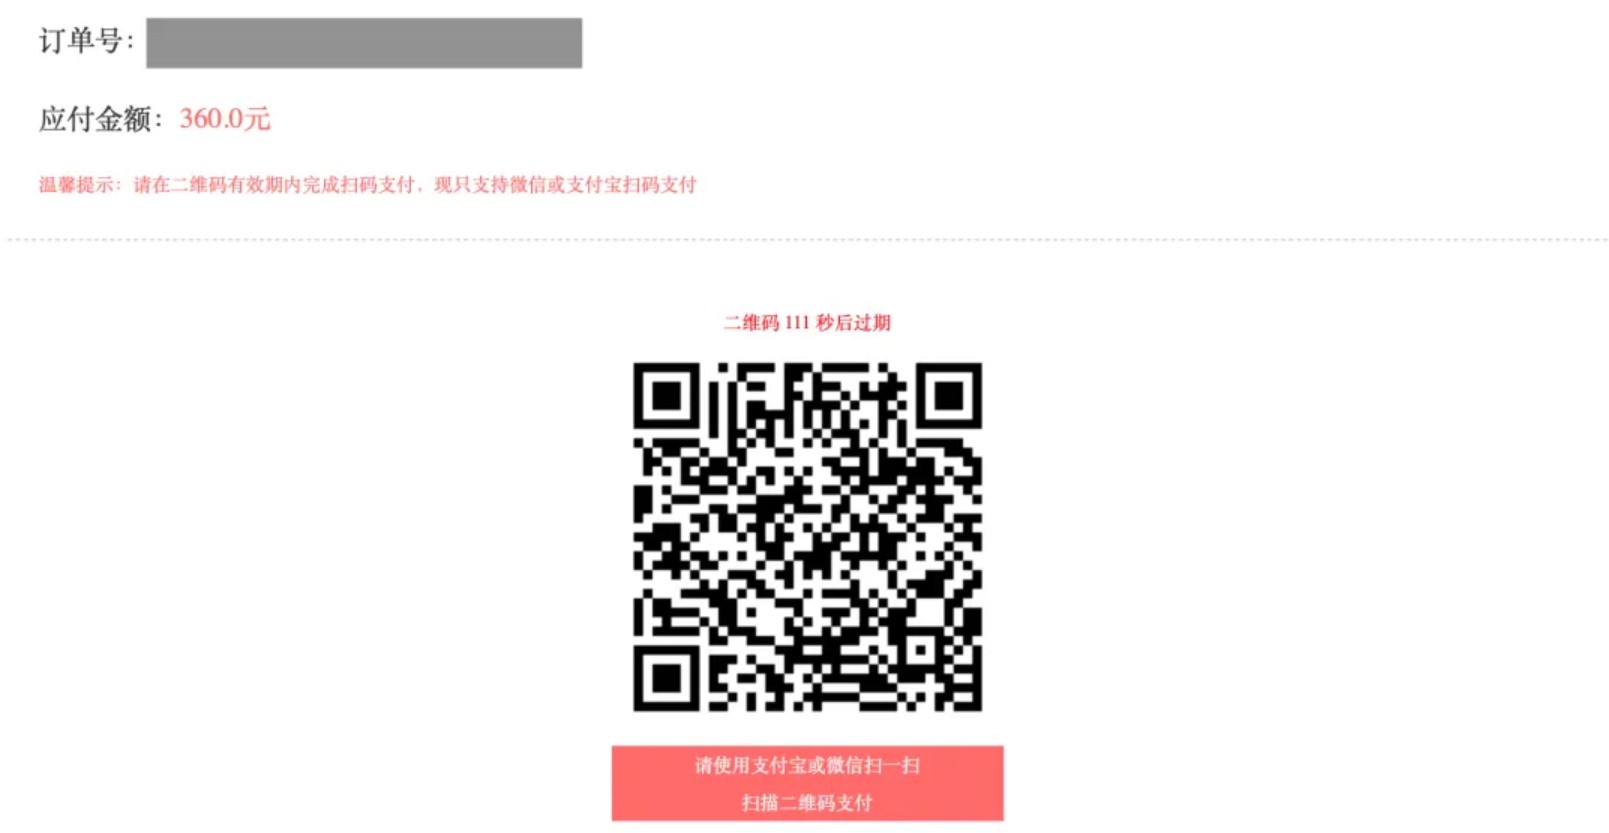 订单号：
应付金额：360.0元
温馨提示：请在二维码有效期内完成扫码支付，现只支持微信或支付宝扫码支付
二维码 111 秒后过期
请使用支付宝或微信扫一扫
扫描二维码支付